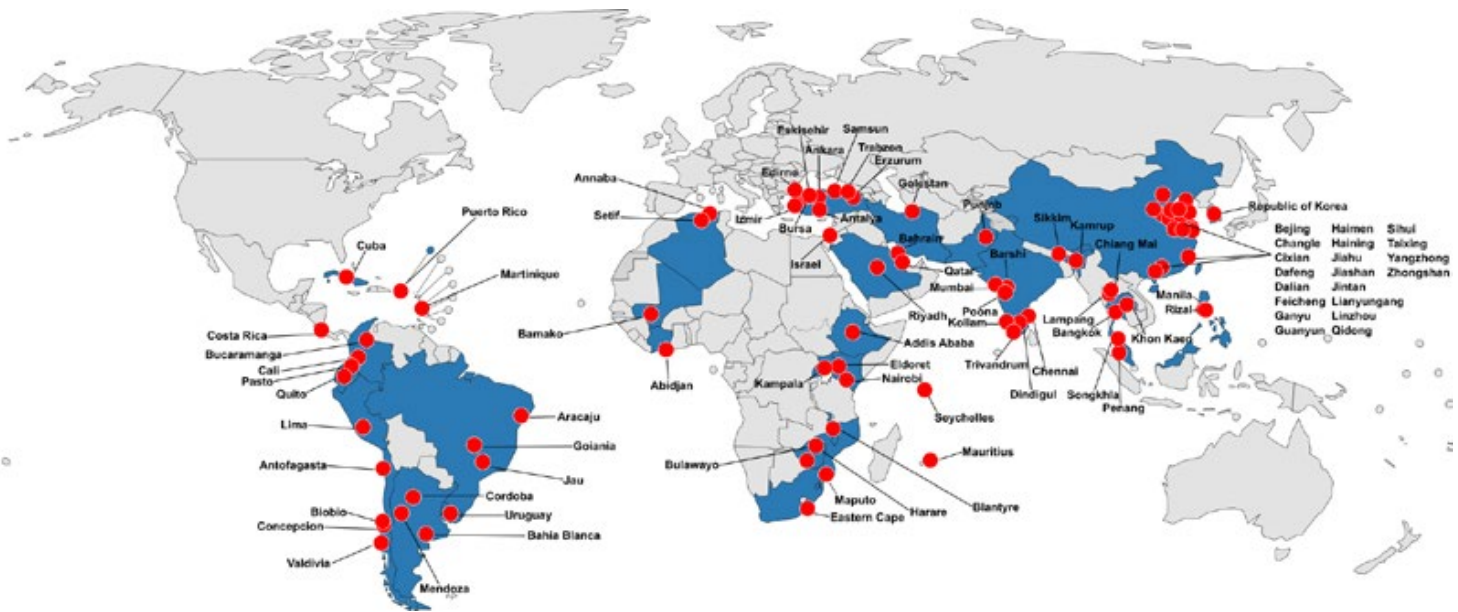 Eskisehir
Samsun
Ankara
Trabzon
Erzurum
Edirne
Golestan
Annaba
Setif
Izmir
Bursa
Antalya
Israel
Bahrain
Qatar
Riyadh
Punjnb
Barshi
Mumbai
Poona
Kollam
Trivandrum
Chennai
Dindigul
Sikkim
Kamrup
Chiang Mai
Lampang
Bangkok
Khon Kaen
Songkhla
Penang
Manila
Rizal
Republic of Korea
Bejing Haimen Sihui
Changle Haining Taixing
Cixian Jiahu Yangzhong
Dafeng Jiashan Zhongshan
Dalian Jintan
Feicheng Lianyungang
Ganyu Linzhou
Guanyun Qidong
Puerto Rico
Cuba
Martinique
Costa Rica
Bucaramanga
Cali
Pasto
Quito
Lima
Aracaju
Goiania
Antofagasta
Jau
Cordoba
Biobio
Uruguay
Concepcion
Bahia Blanca
Valdivia
Mendoza
Bamako
Abidjan
Addis Ababa
Eldoret
Kampala
Nairobi
Seychelles
Mauritius
Bulawayo
Maputo
Harare
Blantyre
Eastern Cape